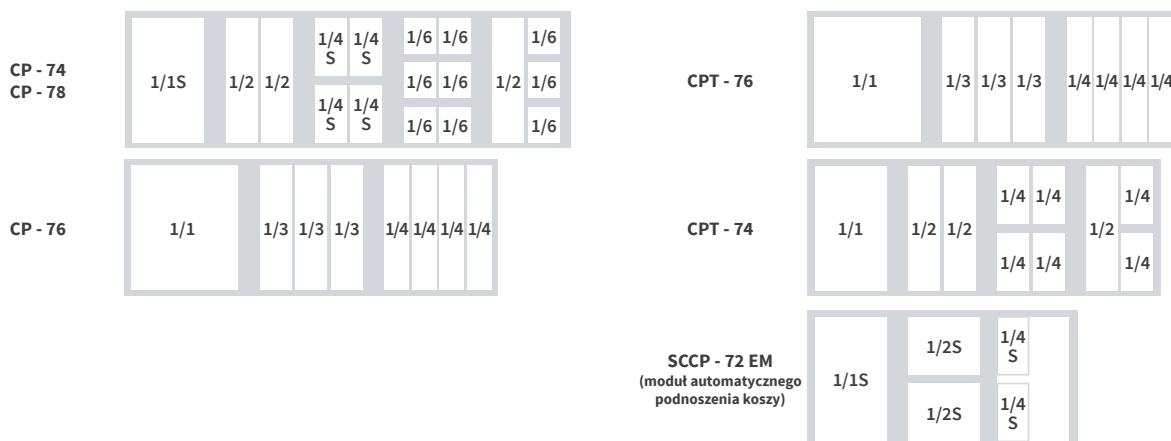 CP - 74
CP - 78
1/1S 1/2 1/2 1/4 S 1/4 S 1/6 1/6 1/2 1/6
1/6 1/6 1/6
1/4 S 1/4 S 1/6 1/6 1/6
CP - 76
1/1 1/3 1/3 1/3 1/4 1/4 1/4 1/4
CPT - 76
1/1 1/3 1/3 1/3 1/4 1/4 1/4 1/4
CPT - 74
1/1 1/2 1/2 1/4 1/4 1/2 1/4
1/4 1/4 1/4
SCCP - 72 EM
(moduł automatycznego
podnoszenia koszy)
1/1S 1/2S 1/4 S
1/2S 1/4 S